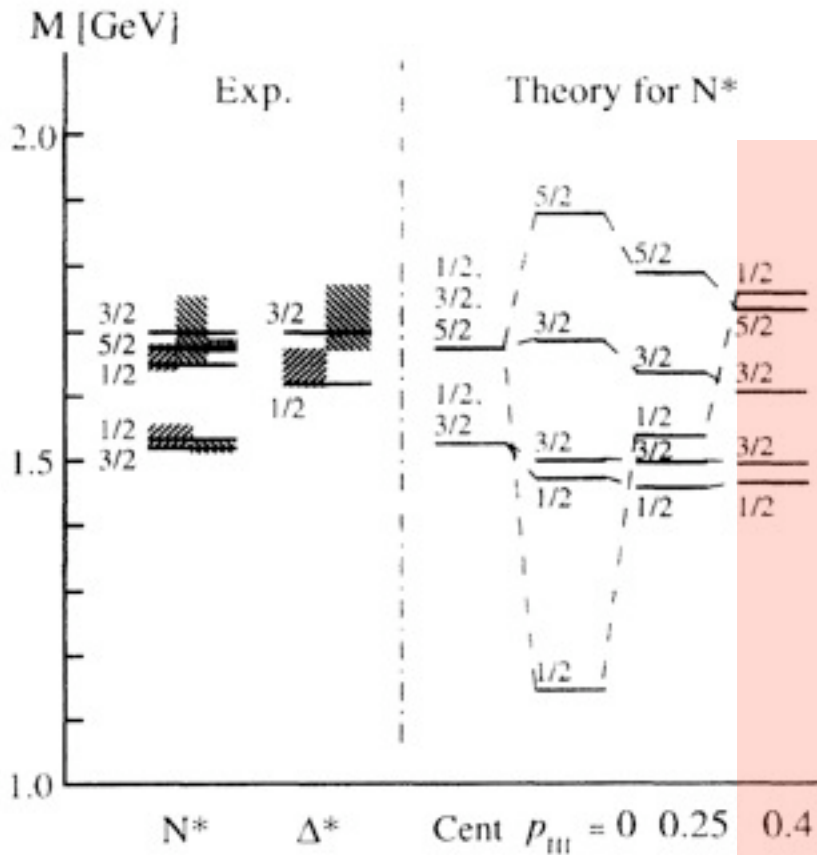 M [GeV]
Exp. Theory for N*
2.0
5/2
1/2. 5/2 1/2
3/2 3/2 3/2.
5/2 5/2 3/2 5/2
1/2 3/2 3/2
1/2 1/2.
1/2 3/2 1/2
3/2 3/2 3/2 3/2
1.5
1/2 1/2 1/2
1/2
1.0
N* Δ* Cent p_III = 0 0.25 0.4